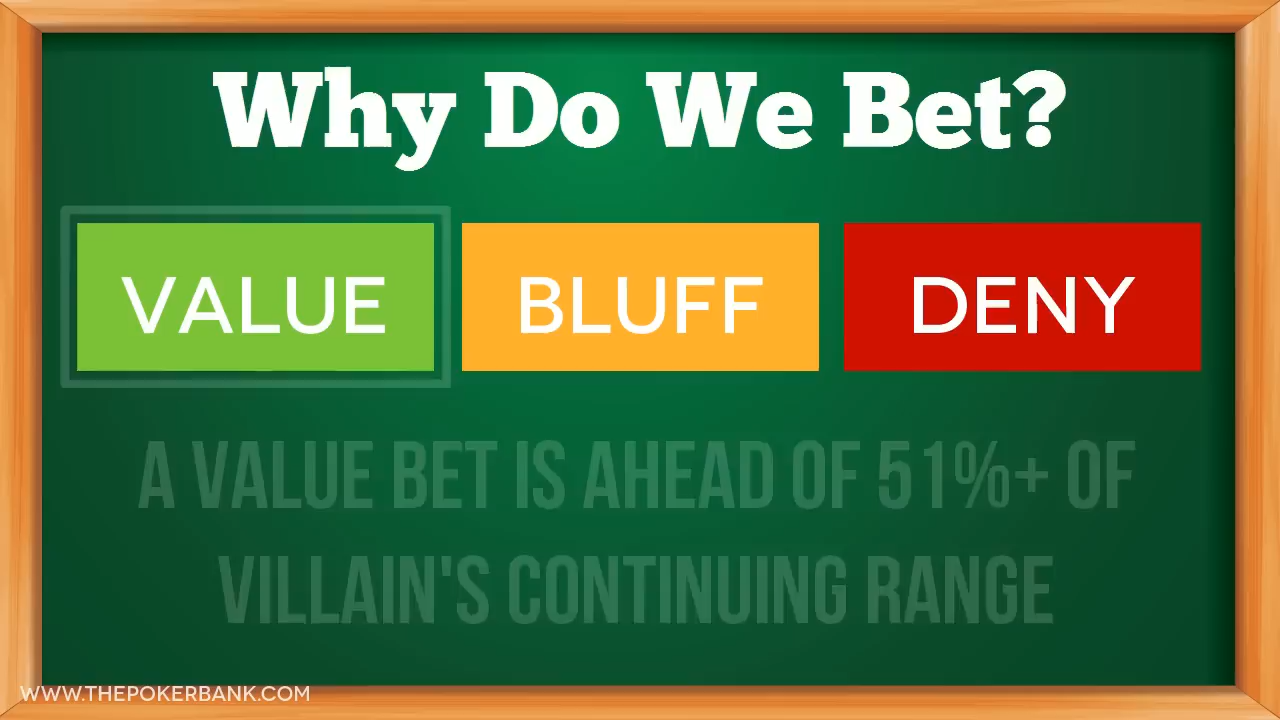 Why Do We Bet?
VALUE
BLUFF
DENY
A VALUE BET IS AHEAD OF 51%+ OF
VILLAIN'S CONTINUING RANGE
WWW.THEPOKERBANK.COM